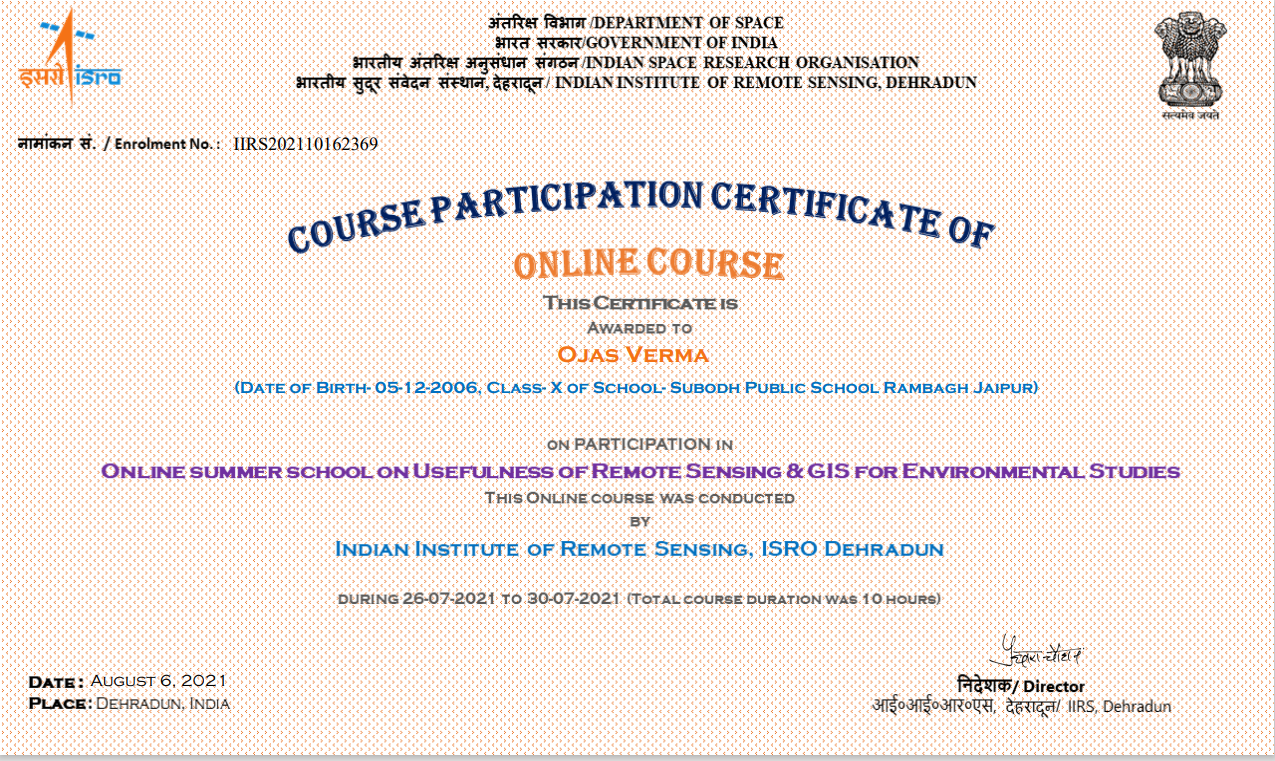 इसरो isro
अंतरिक्ष विभाग /DEPARTMENT OF SPACE
भारत सरकार/GOVERNMENT OF INDIA
भारतीय अंतरिक्ष अनुसंधान संगठन /INDIAN SPACE RESEARCH ORGANISATION
भारतीय सुदूर संवेदन संस्थान, देहरादून / INDIAN INSTITUTE OF REMOTE SENSING, DEHRADUN
सत्यमेव जयते
नामांकन सं. / Enrolment No. : IIRS202110162369
COURSE PARTICIPATION CERTIFICATE OF
ONLINE COURSE
THIS CERTIFICATE IS
AWARDED TO
OJAS VERMA
(DATE OF BIRTH- 05-12-2006, CLASS- X OF SCHOOL- SUBODH PUBLIC SCHOOL RAMBAGH JAIPUR)
ON PARTICIPATION IN
ONLINE SUMMER SCHOOL ON USEFULNESS OF REMOTE SENSING & GIS FOR ENVIRONMENTAL STUDIES
THIS ONLINE COURSE WAS CONDUCTED
BY
INDIAN INSTITUTE OF REMOTE SENSING, ISRO DEHRADUN
DURING 26-07-2021 TO 30-07-2021 (TOTAL COURSE DURATION WAS 10 HOURS)
DATE : AUGUST 6, 2021
PLACE: DEHRADUN, INDIA
निदेशक/ Director
आई०आई०आर०एस, देहरादून/ IIRS, Dehradun